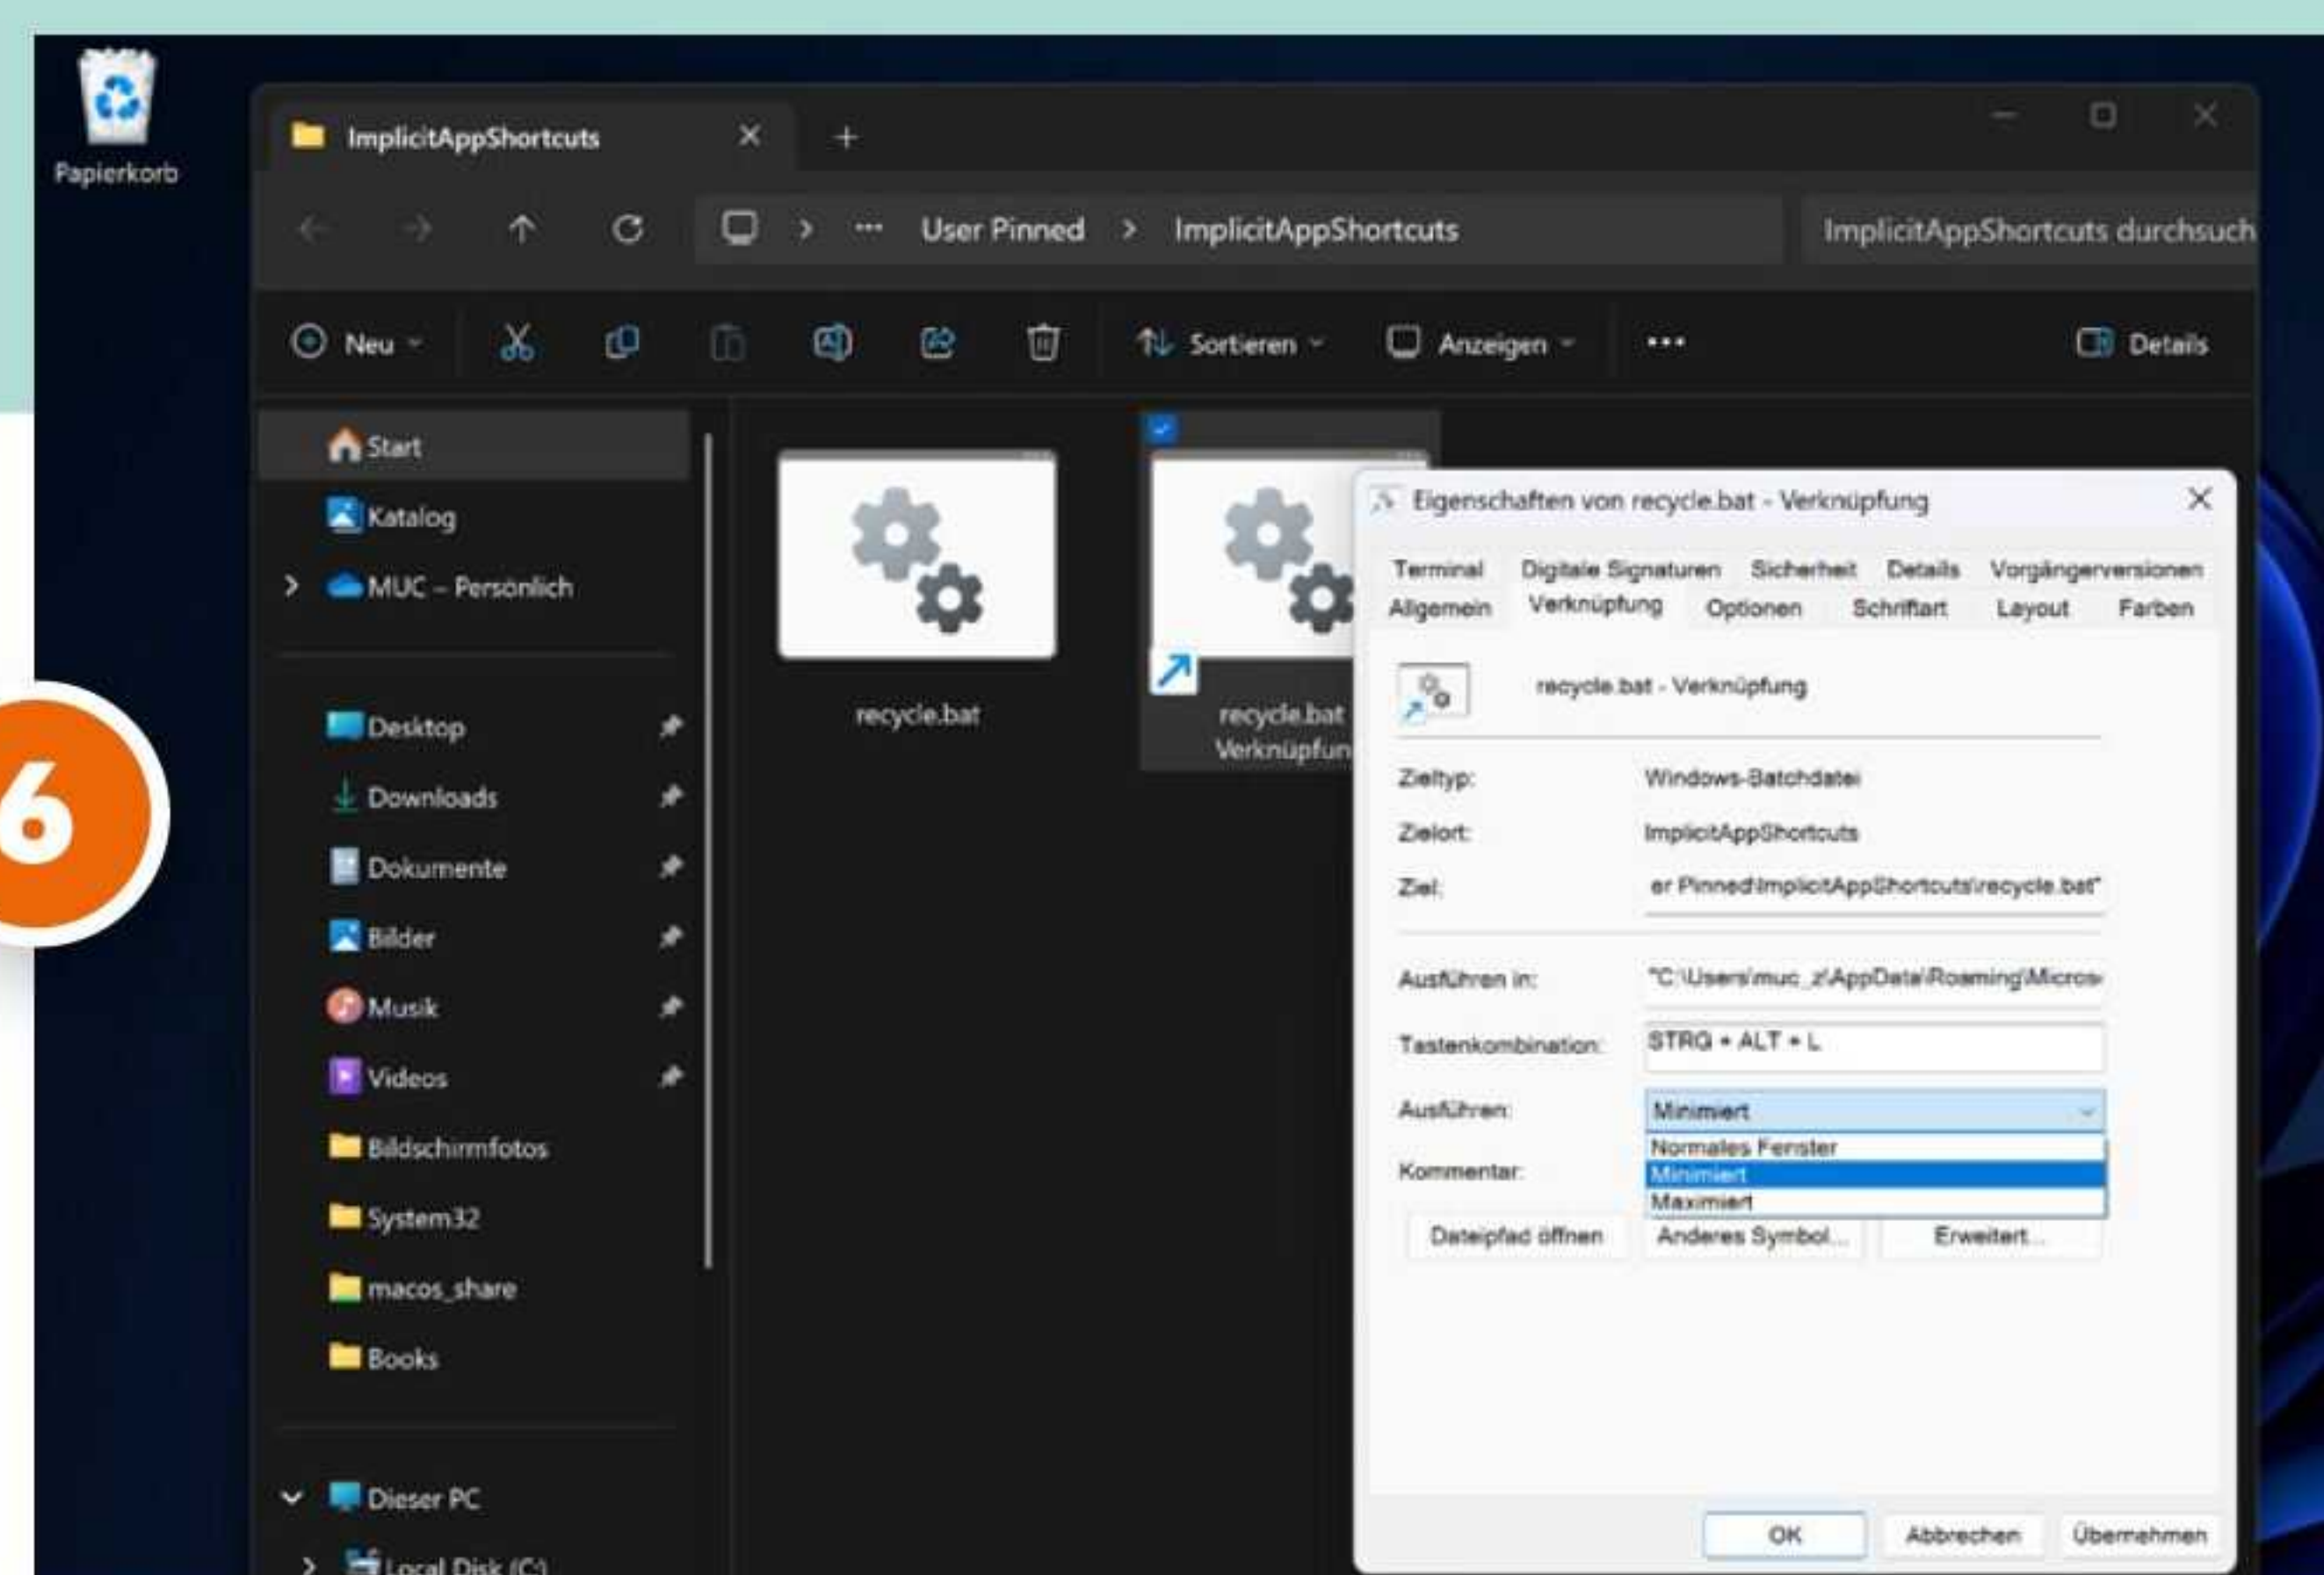 Papierkorb
ImplicitAppShortcuts
User Pinned > ImplicitAppShortcuts
ImplicitAppShortcuts durchsuch
Neu
Sortieren
Anzeigen
Details
Start
Katalog
MUC – Persönlich
Desktop
Downloads
Dokumente
Bilder
Musik
Videos
Bildschirmfotos
System32
macos_share
Books
Dieser PC
Local Disk (C:)
6
recycle.bat
recycle.bat
Verknüpfun
Eigenschaften von recycle.bat - Verknüpfung
Terminal Digitale Signaturen Sicherheit Details Vorgängerversionen
Allgemein Verknüpfung Optionen Schriftart Layout Farben
recycle.bat - Verknüpfung
Zieltyp: Windows-Batchdatei
Zielort: ImplicitAppShortcuts
Ziel: er Pinned\ImplicitAppShortcuts\recycle.bat"
Ausführen in: "C:\Users\muc_z\AppData\Roaming\Micros
Tastenkombination: STRG + ALT + L
Ausführen: Minimiert
Normales Fenster
Kommentar: Minimiert
Maximiert
Dateipfad öffnen Anderes Symbol... Erweitert...
OK Abbrechen Übernehmen